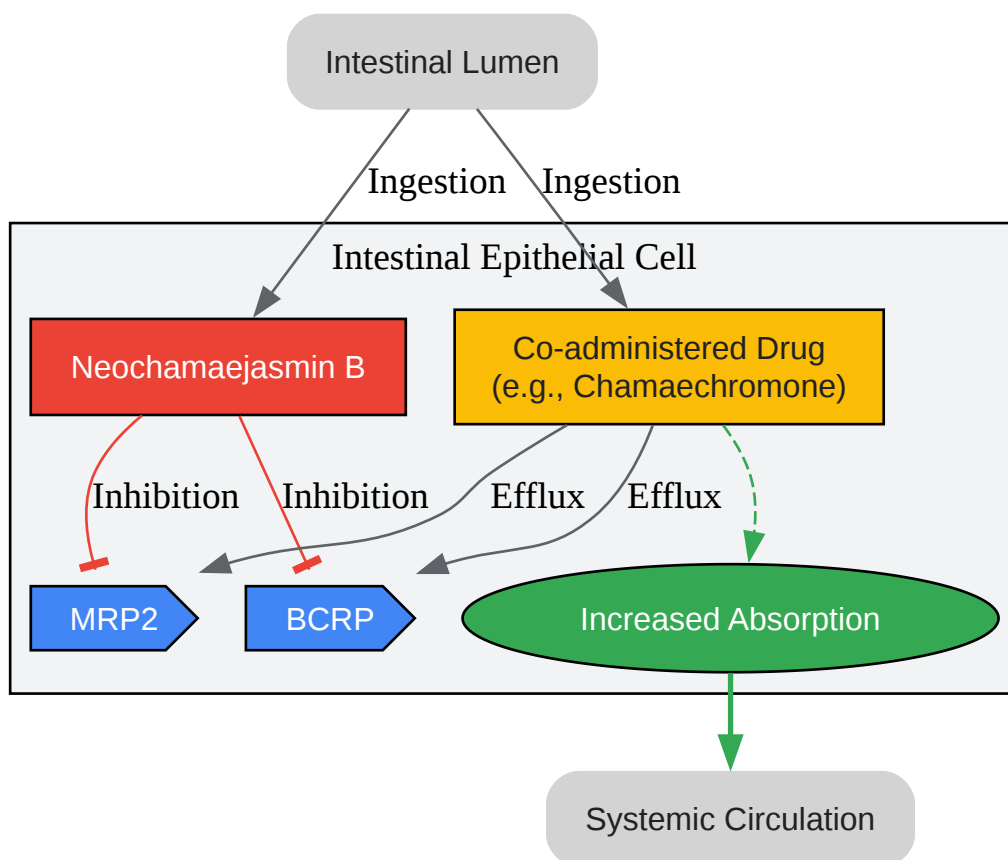 Intestinal Lumen
Ingestion
Ingestion
Intestinal Epithelial Cell
Neochamaejasmin B
Co-administered Drug
(e.g., Chamaechromone)
Inhibition
Inhibition
Efflux
Efflux
MRP2
BCRP
Increased Absorption
Systemic Circulation